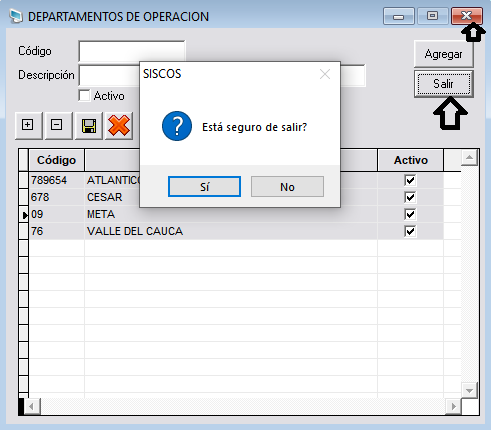 DEPARTAMENTOS DE OPERACION
Código
Agregar
Descripción
Salir
Activo
SISCOS
Está seguro de salir?
Sí No
Código Activo
789654 ATLANTICO
678 CESAR
09 META
76 VALLE DEL CAUCA